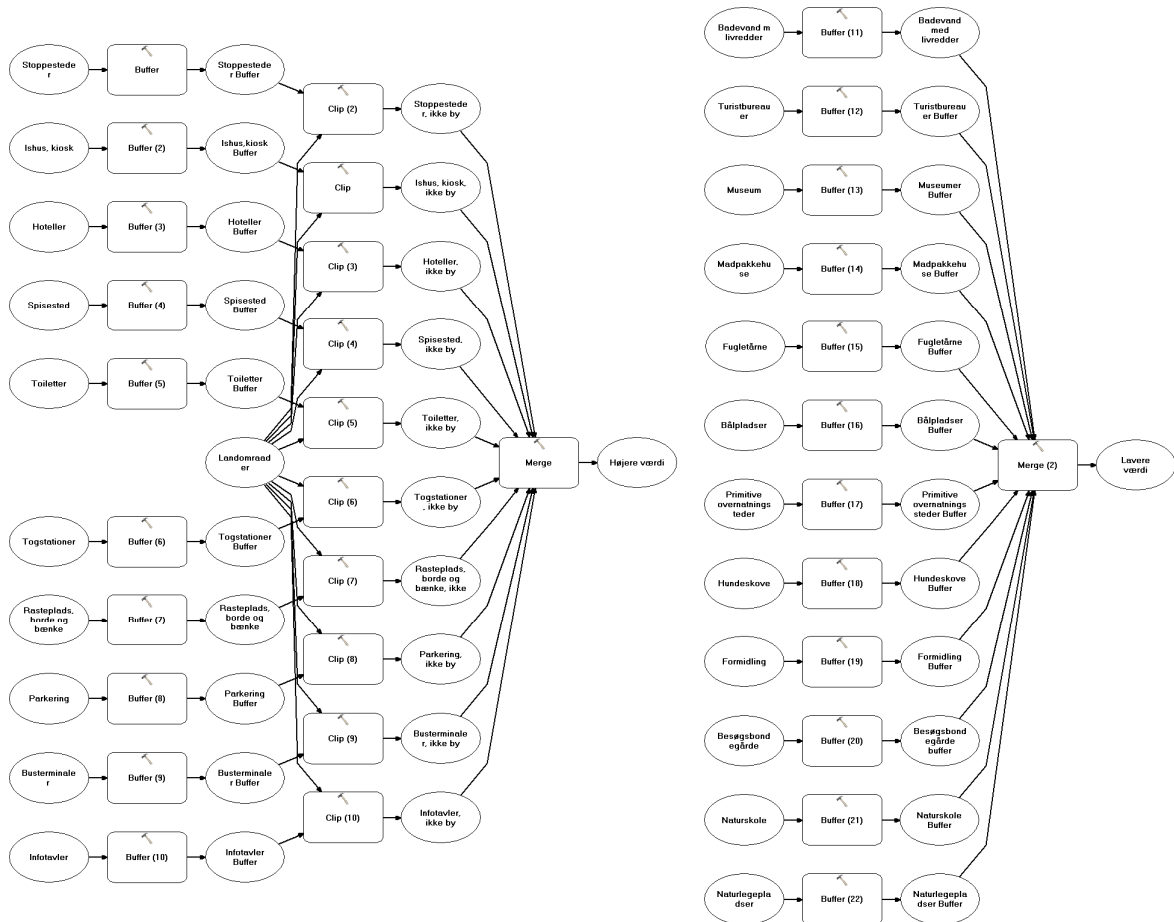 Stoppestede
r
Buffer
Stoppestede
r Buffer
Clip (2)
Stoppestede
r, ikke by
Ishus, kiosk
Buffer (2)
Ishus,kiosk
Buffer
Clip
Ishus, kiosk,
ikke by
Hoteller
Buffer (3)
Hoteller
Buffer
Clip (3)
Hoteller,
ikke by
Spisested
Buffer (4)
Spisested
Buffer
Clip (4)
Spisested,
ikke by
Toiletter
Buffer (5)
Toiletter
Buffer
Clip (5)
Toiletter,
ikke by
Landomraad
er
Merge
Højere værdi
Clip (6)
Togstationer
, ikke by
Togstationer
Buffer (6)
Togstationer
Buffer
Clip (7)
Rasteplads,
borde og
bænke, ikke
Rasteplads,
borde og
bænke
Buffer (7)
Rasteplads,
borde og
bænke
Clip (8)
Parkering,
ikke by
Parkering
Buffer (8)
Parkering
Buffer
Clip (9)
Busterminale
r, ikke by
Busterminale
r
Buffer (9)
Busterminale
r Buffer
Clip (10)
Infotavler,
ikke by
Infotavler
Buffer (10)
Infotavler
Buffer
Badevand m
livredder
Buffer (11)
Badevand
med
livredder
Turistbureau
er
Buffer (12)
Turistbureau
er Buffer
Museum
Buffer (13)
Museumer
Buffer
Madpakkehu
se
Buffer (14)
Madpakkehu
se Buffer
Fugletårne
Buffer (15)
Fugletårne
Buffer
Bålpladser
Buffer (16)
Bålpladser
Buffer
Merge (2)
Lavere
værdi
Primitive
overnatnings
steder
Buffer (17)
Primitive
overnatnings
steder Buffer
Hundeskove
Buffer (18)
Hundeskove
Buffer
Formidling
Buffer (19)
Formidling
Buffer
Besøgsbond
egårde
Buffer (20)
Besøgsbond
egårde
buffer
Naturskole
Buffer (21)
Naturskole
Buffer
Naturlegepla
dser
Buffer (22)
Naturlegepla
dser Buffer